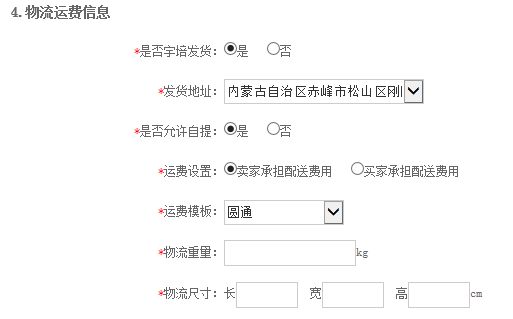 4. 物流运费信息
*是否宇培发货： 是 否
*发货地址： 内蒙古自治区赤峰市松山区刚
*是否允许自提： 是 否
*运费设置： 卖家承担配送费用 买家承担配送费用
*运费模板： 圆通
*物流重量： kg
*物流尺寸： 长 宽 高 cm